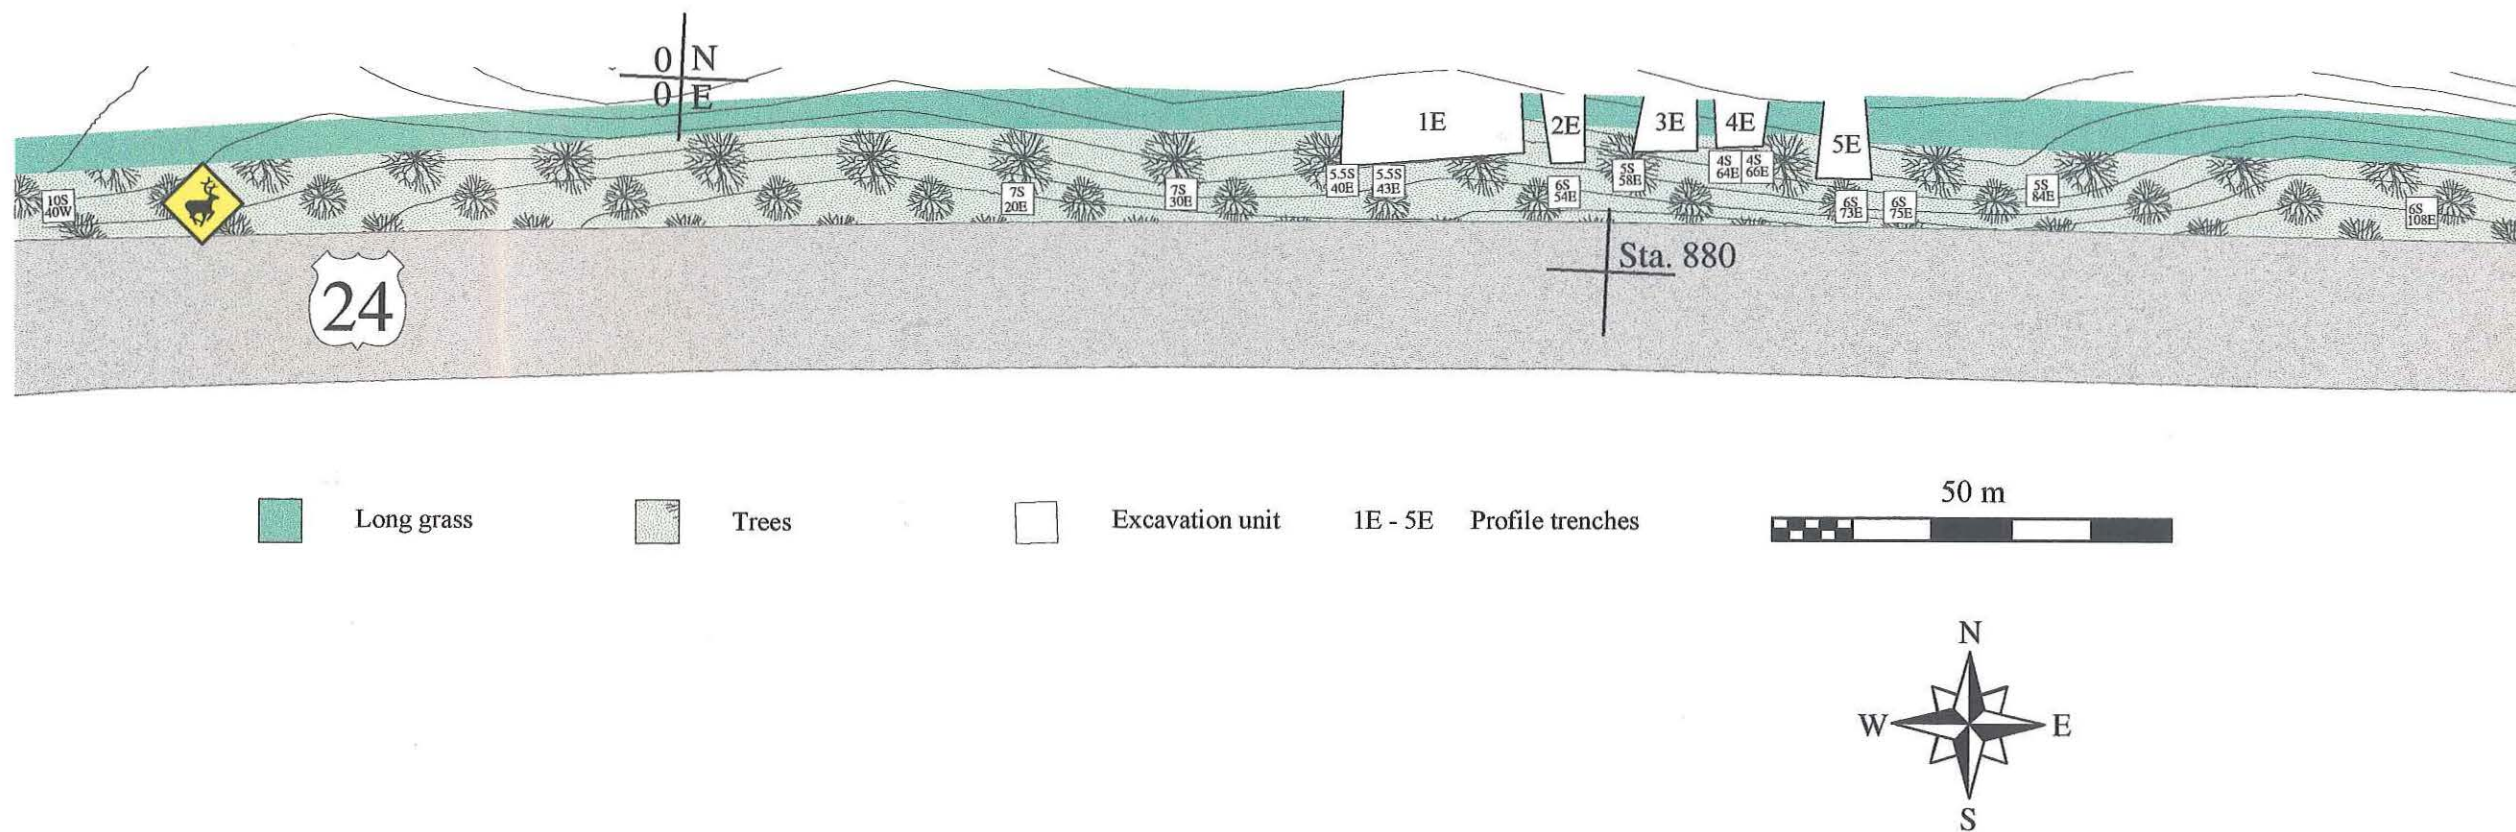 0 N
0 E
1E
2E
3E
4E
5E
10S
40W
7S
20E
7S
30E
5.5S
40E
5.5S
43E
6S
54E
5S
58E
4S
64E
4S
66E
6S
73E
6S
75E
5S
84E
6S
108E
24
Sta. 880
Long grass
Trees
Excavation unit
1E - 5E Profile trenches
50 m
N
W
E
S